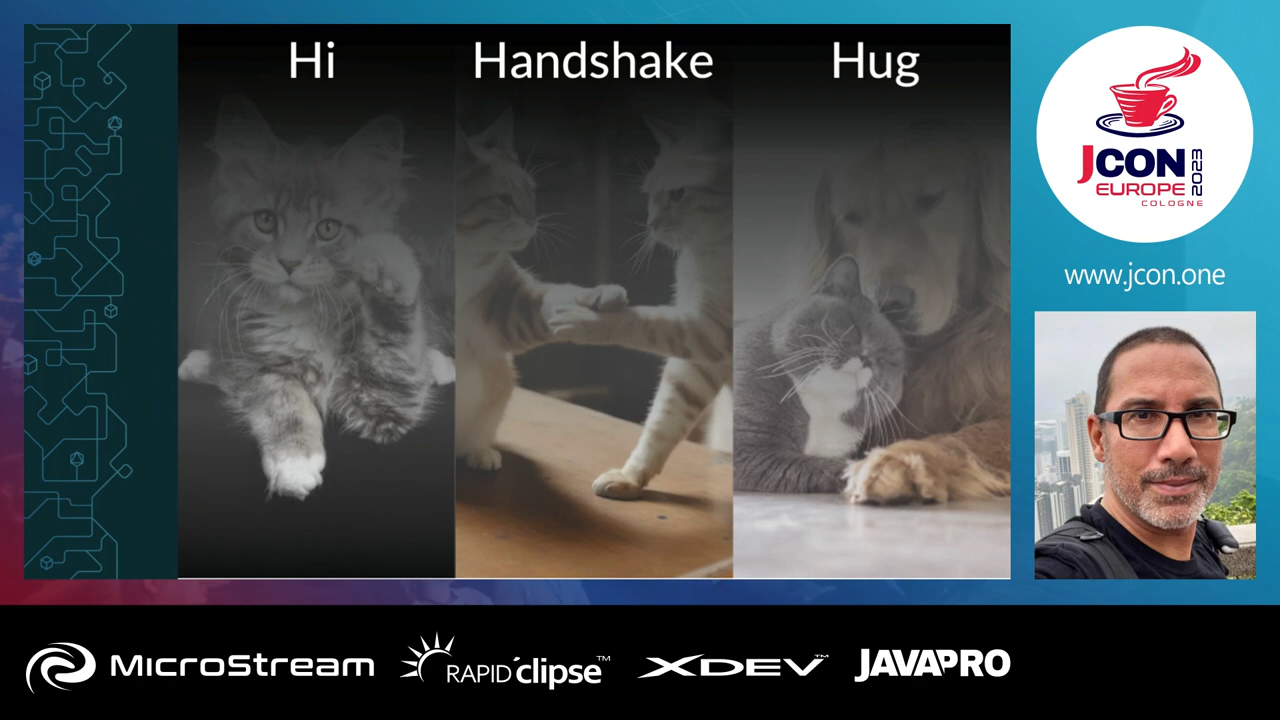 Hi
Handshake
Hug
JCON
EUROPE
2023
COLOGNE
www.jcon.one
MICROSTREAM
RAPID'clipse™
XDEV™
JAVAPRO